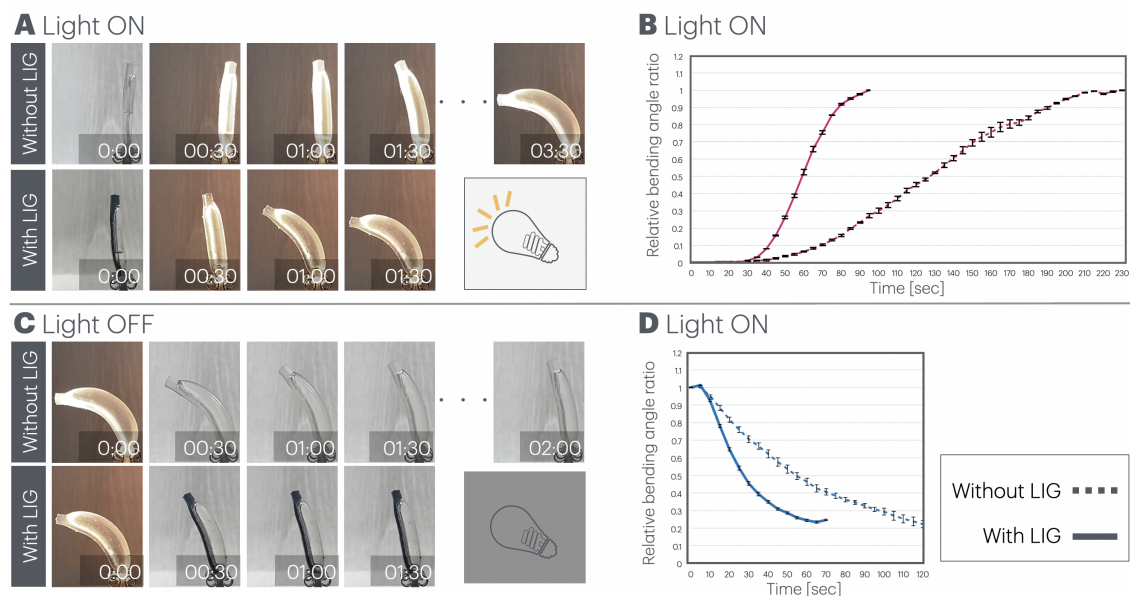 A Light ON
Without LIG
0:00
00:30
01:00
01:30
. . .
03:30
With LIG
0:00
00:30
01:00
01:30
B Light ON
Relative bending angle ratio
1.2
1.1
1
0.9
0.8
0.7
0.6
0.5
0.4
0.3
0.2
0.1
0
0 10 20 30 40 50 60 70 80 90 100 110 120 130 140 150 160 170 180 190 200 210 220 230
Time [sec]
C Light OFF
Without LIG
0:00
00:30
01:00
01:30
. . .
02:00
With LIG
0:00
00:30
01:00
01:30
D Light ON
Relative bending angle ratio
1.2
1.1
1
0.9
0.8
0.7
0.6
0.5
0.4
0.3
0.2
0.1
0
0 10 20 30 40 50 60 70 80 90 100 110 120
Time [sec]
Without LIG
With LIG